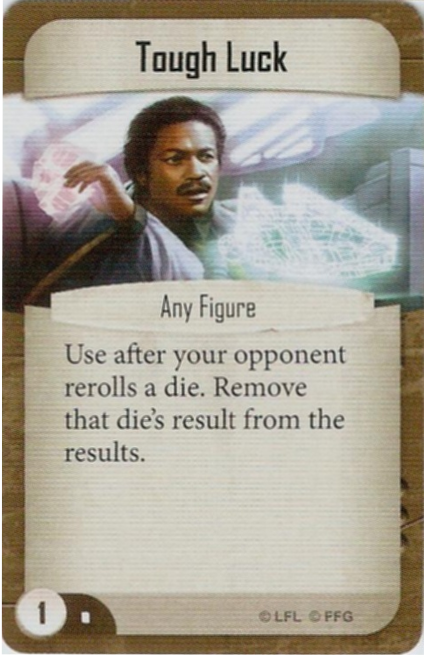 Tough Luck
Any Figure
Use after your opponent
rerolls a die. Remove
that die's result from the
results.
1
© LFL © FFG